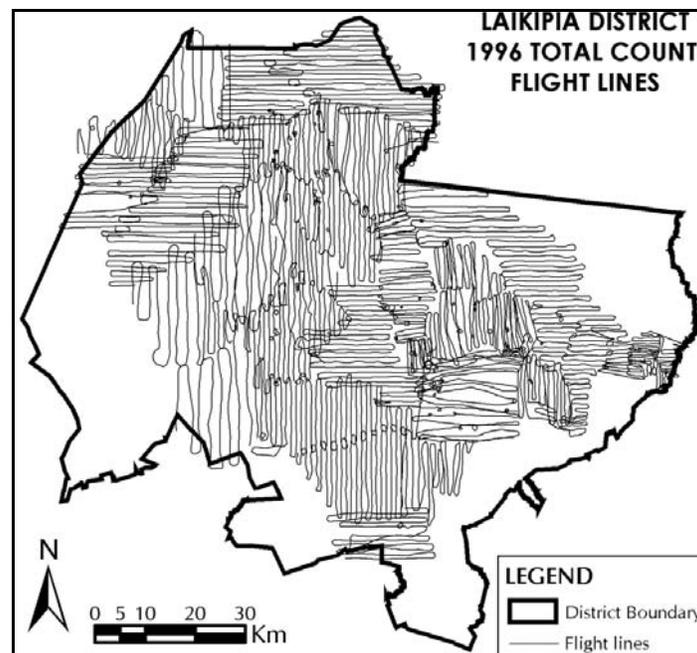 LAIKIPIA DISTRICT
1996 TOTAL COUNT
FLIGHT LINES
N
0 5 10 20 30
Km
LEGEND
District Boundary
Flight lines